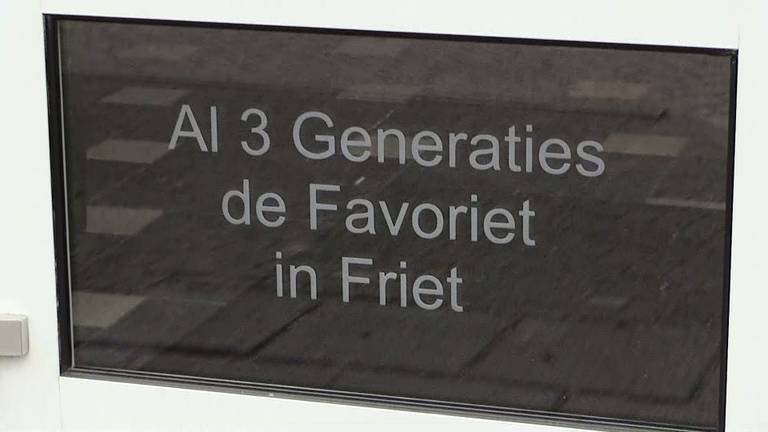 Al 3 Generaties
de Favoriet
in Friet